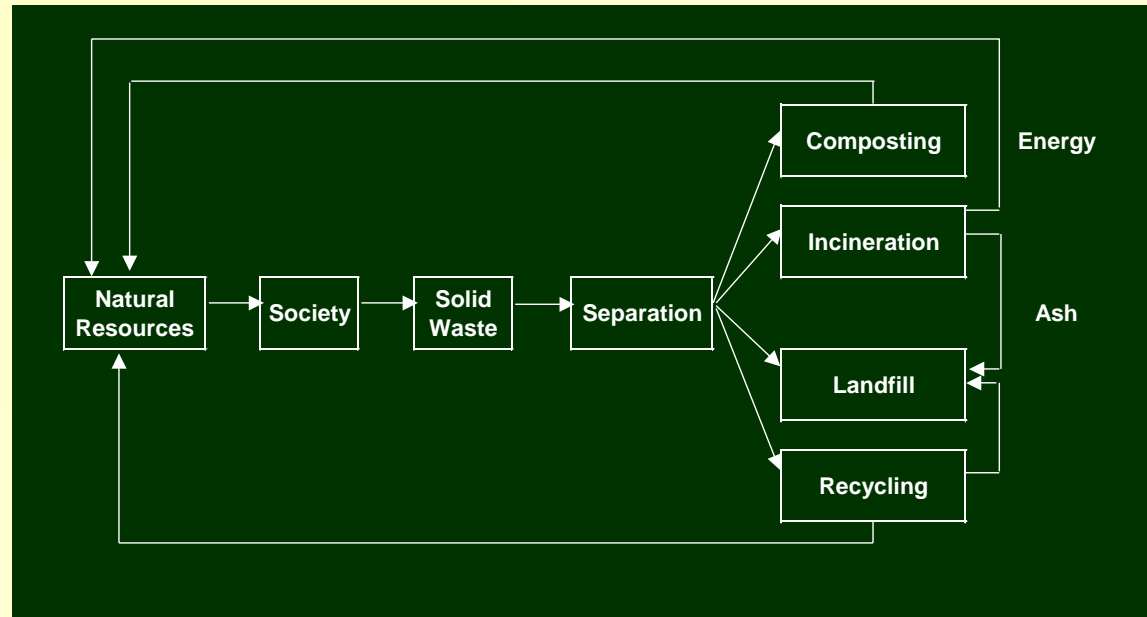 Composting
Energy
Incineration
Natural
Resources
Society
Solid
Waste
Separation
Ash
Landfill
Recycling